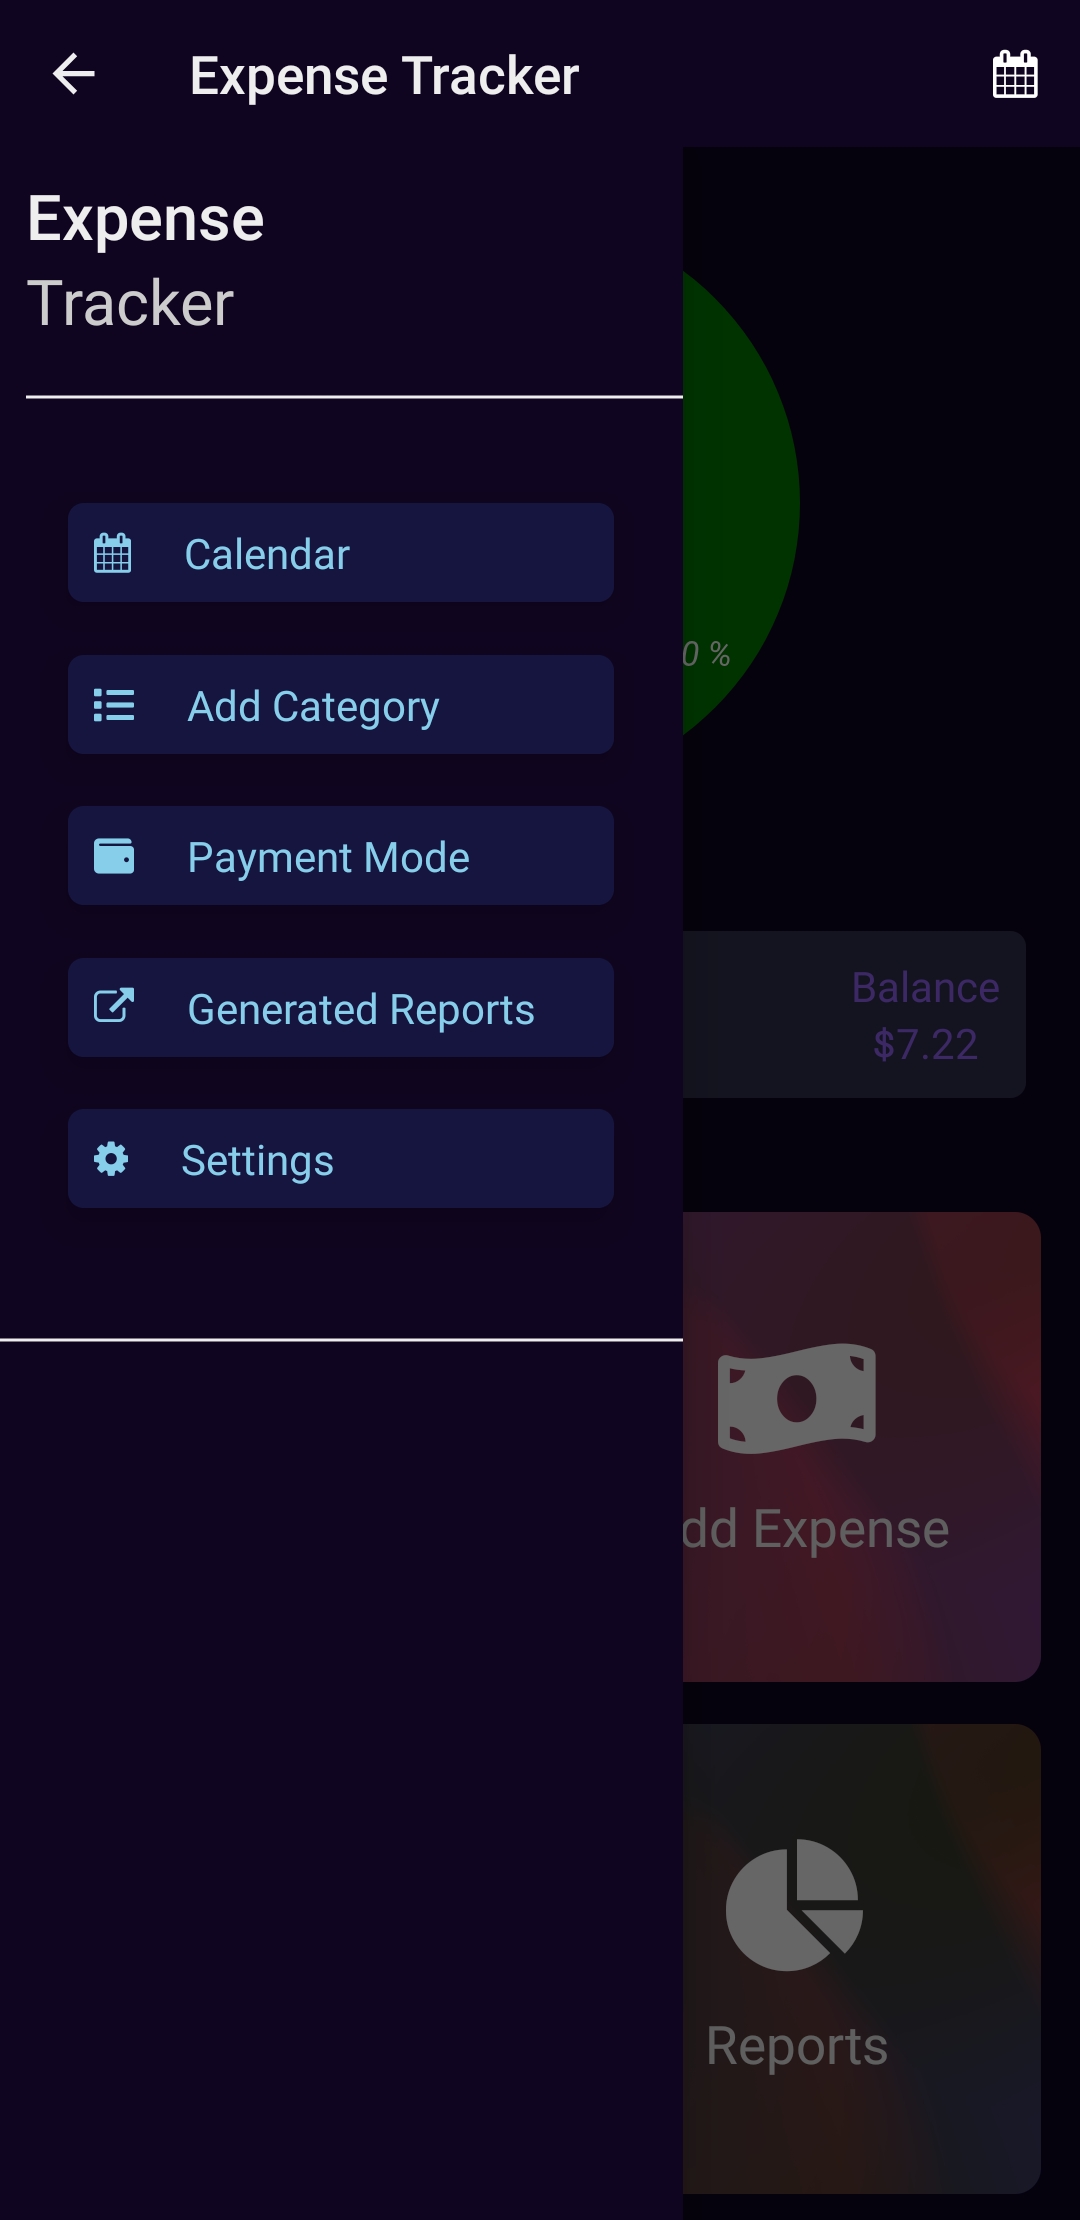 Expense Tracker
Expense
Tracker
Calendar
Add Category
Payment Mode
Generated Reports
Settings
0 %
Balance
$7.22
dd Expense
Reports